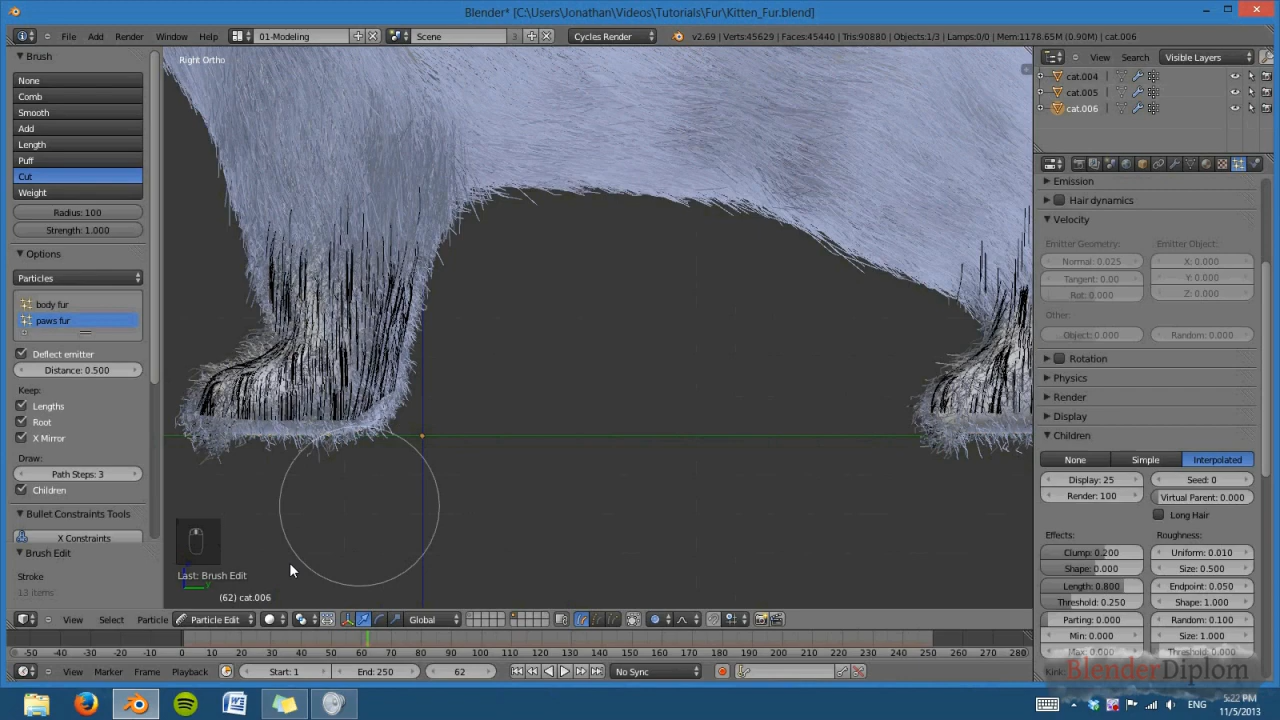 Blender* [C:\Users\Jonathan\Videos\Tutorials\Fur\Kitten_Fur.blend]
File Add Render Window Help 01-Modeling Scene 3 Cycles Render v2.69 | Verts:45629 | Faces:45440 | Tris:90880 | Objects:1/3 | Lamps:0/0 | Mem:1178.65M (0.90M) | cat.006
Brush
None
Comb
Smooth
Add
Length
Puff
Cut
Weight
Radius: 100
Strength: 1.000
Options
Particles
body fur
paws fur
Deflect emitter
Distance: 0.500
Keep:
Lengths
Root
X Mirror
Draw:
Path Steps: 3
Children
Bullet Constraints Tools
X Constraints
Brush Edit
Stroke
13 items
Right Ortho
Last: Brush Edit
(62) cat.006
View Search Visible Layers
cat.004
cat.005
cat.006
Emission
Hair dynamics
Velocity
Emitter Geometry: Emitter Object:
Normal: 0.025 X: 0.000
Tangent: 0.00 Y: 0.000
Rot: 0.000 Z: 0.000
Other:
Object: 0.000 Random: 0.000
Rotation
Physics
Render
Display
Children
None Simple Interpolated
Display: 25 Seed: 0
Render: 100 Virtual Parent: 0.000
Long Hair
Effects: Roughness:
Clump: 0.200 Uniform: 0.010
Shape: 0.000 Size: 0.500
Length: 0.800 Endpoint: 0.050
Threshold: 0.250 Shape: 1.000
Parting: 0.000 Random: 0.100
Min: 0.000 Size: 1.000
Max: 0.000 Threshold: 0.000
Kink:
BlenderDiplom
View Select Particle Particle Edit Global
-50 -40 -30 -20 -10 0 10 20 30 40 50 60 70 80 90 100 110 120 130 140 150 160 170 180 190 200 210 220 230 240 250 260 270 280
View Marker Frame Playback Start: 1 End: 250 62 No Sync
ENG
5:22 PM
11/5/2013